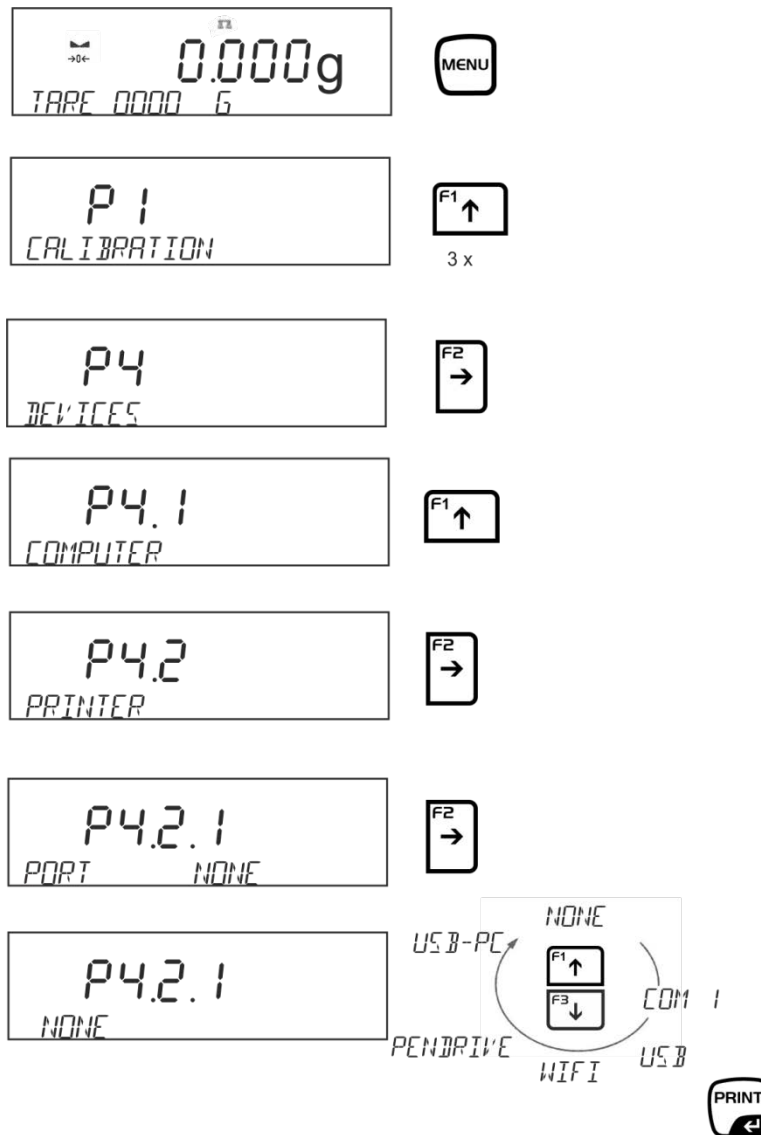 0.000g
MENU
TARE 0000 G
P1
CALIBRATION
F1
3 x
P4
DEVICES
F2
P4.1
COMPUTER
F1
P4.2
PRINTER
F2
P4.2.1
PORT NONE
F2
P4.2.1
NONE
NONE
USB-PC
F1
F3
COM 1
PENDRIVE
WIFI
USB
PRINT